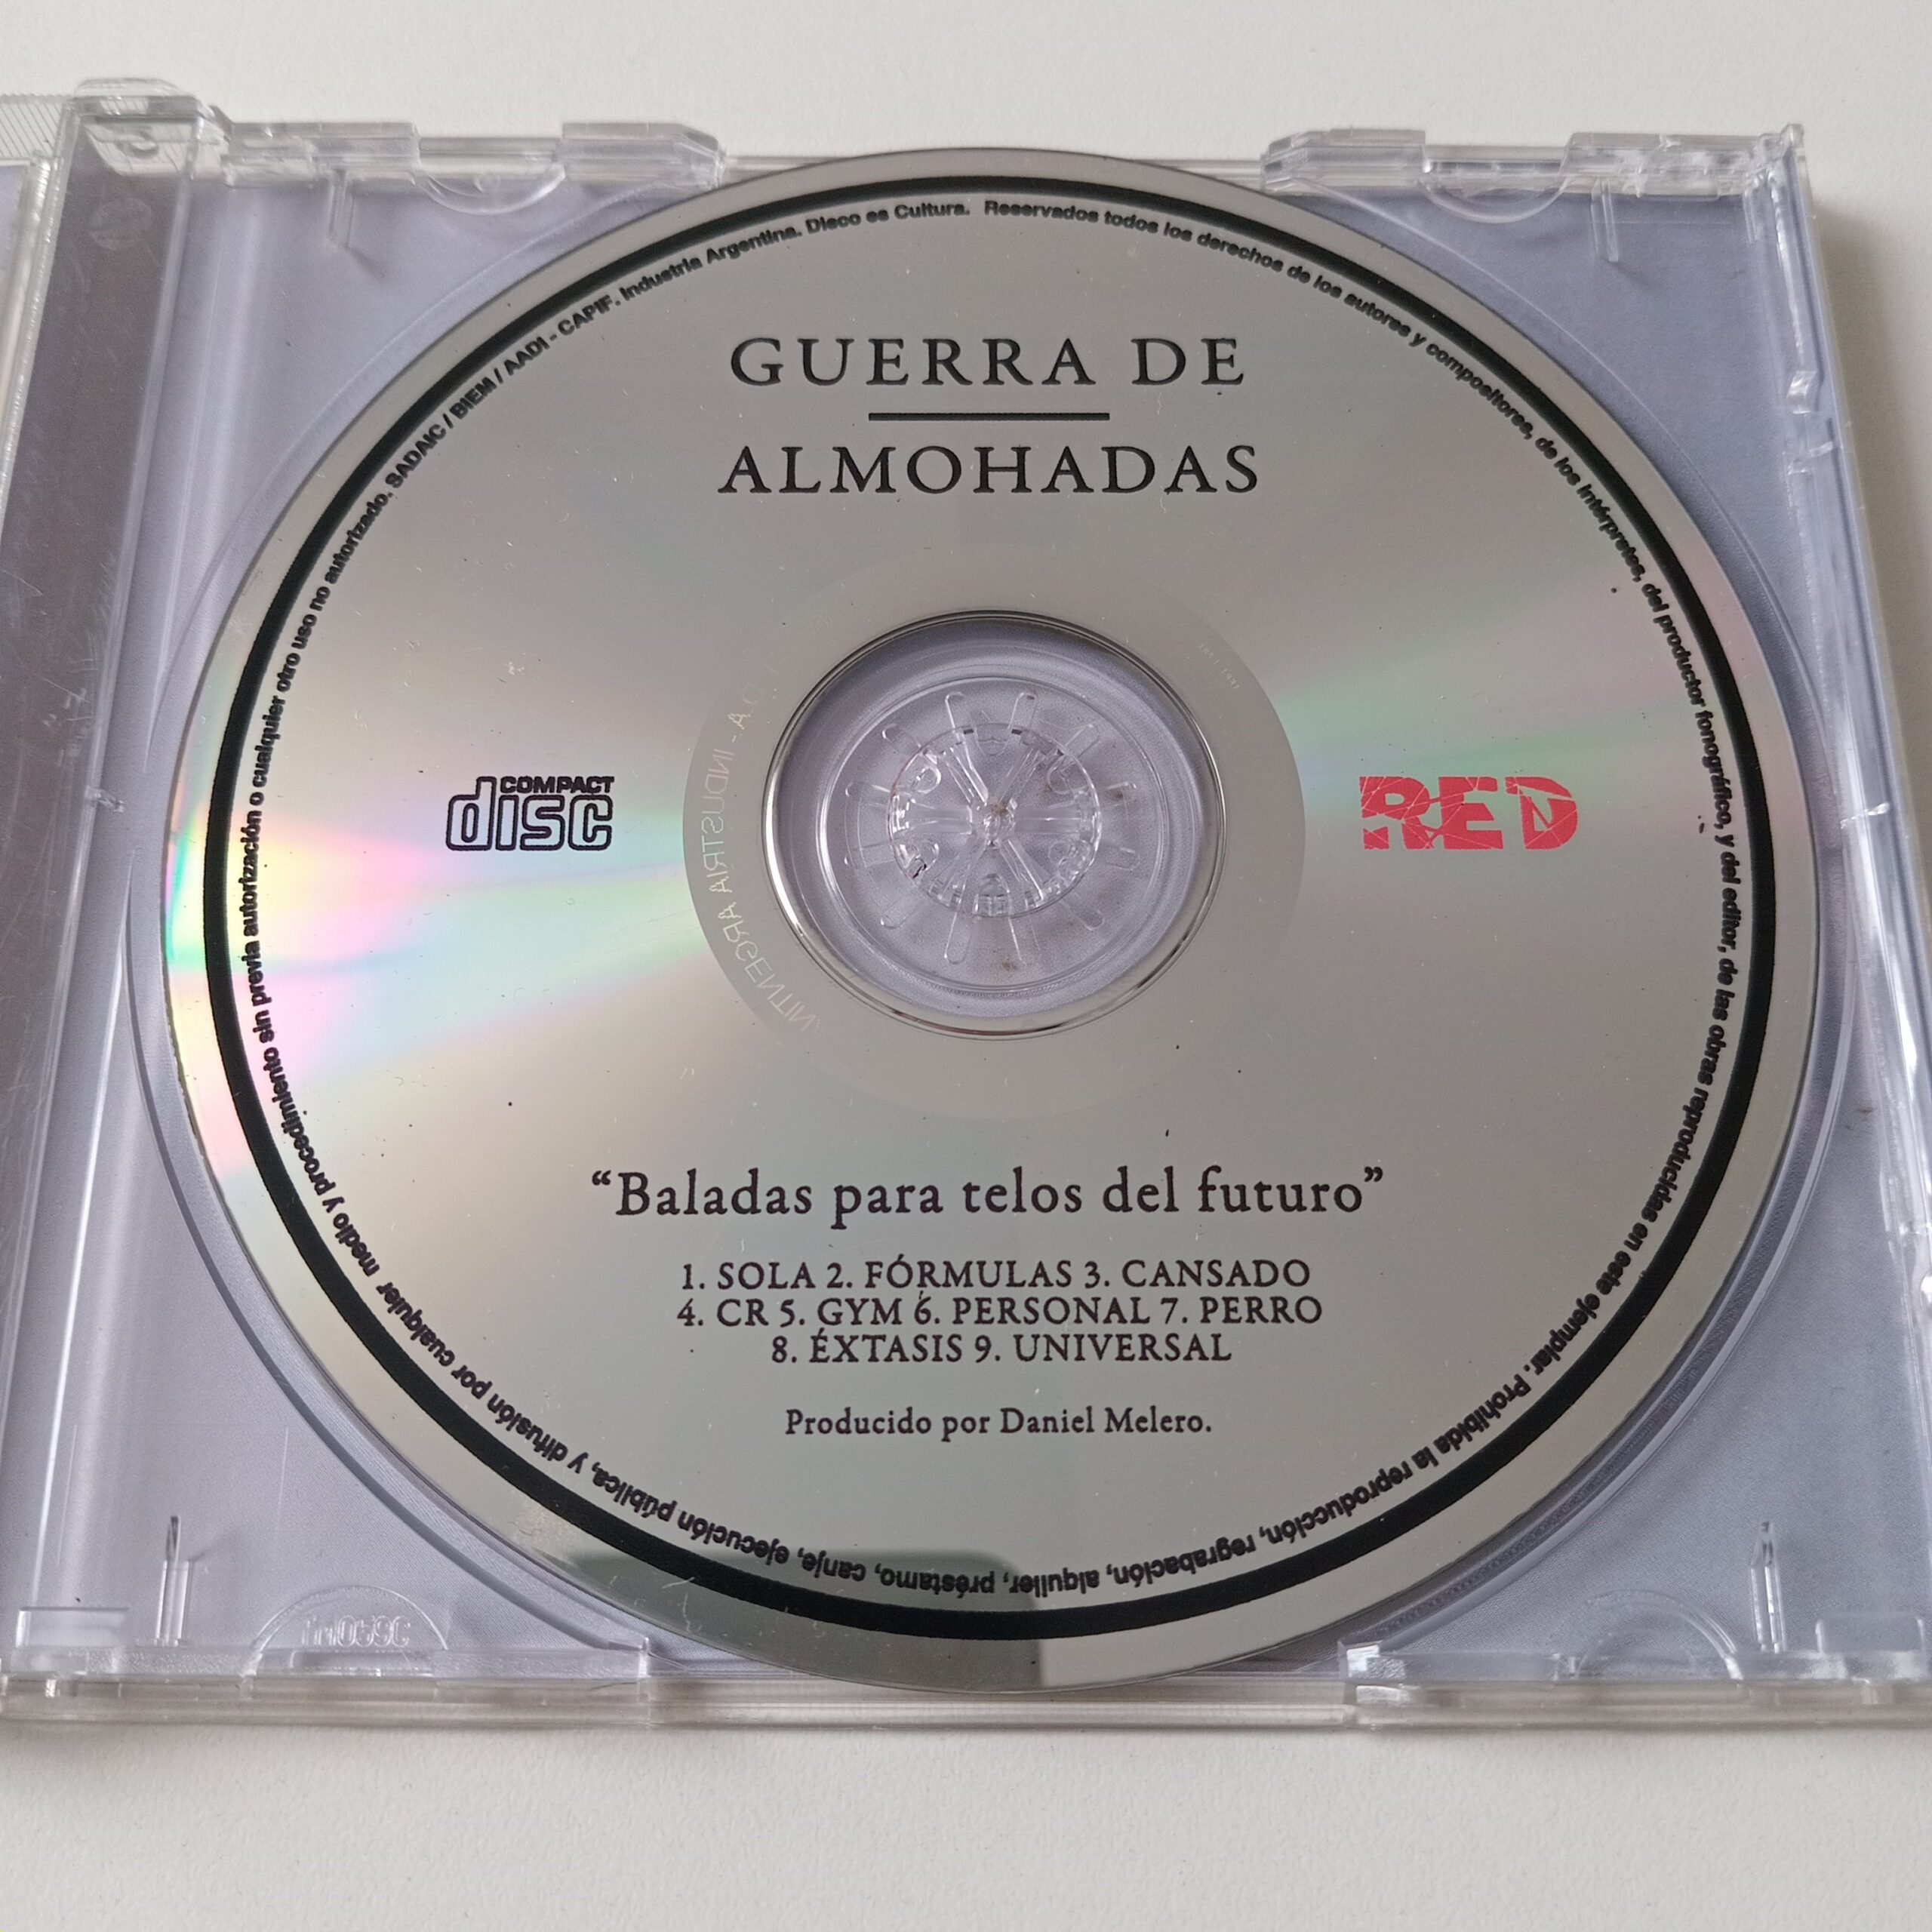 GUERRA DE
ALMOHADAS
COMPACT
disc
RED
“Baladas para telos del futuro”
1. SOLA 2. FÓRMULAS 3. CANSADO
4. CR 5. GYM 6. PERSONAL 7. PERRO
8. ÉXTASIS 9. UNIVERSAL
Producido por Daniel Melero.
Reservados todos los derechos de los autores y compositores, de los intérpretes, del productor fonográfico, y del editor, de las obras reproducidas en este ejemplar. Prohibida la reproducción, regrabación, alquiler, préstamo, canje, ejecución pública, y difusión por cualquier medio y procedimiento sin previa autorización o cualquier otro uso no autorizado. SADAIC / BIEM / AADI - CAPIF. Industria Argentina. Disco es Cultura.
INDUSTRIA